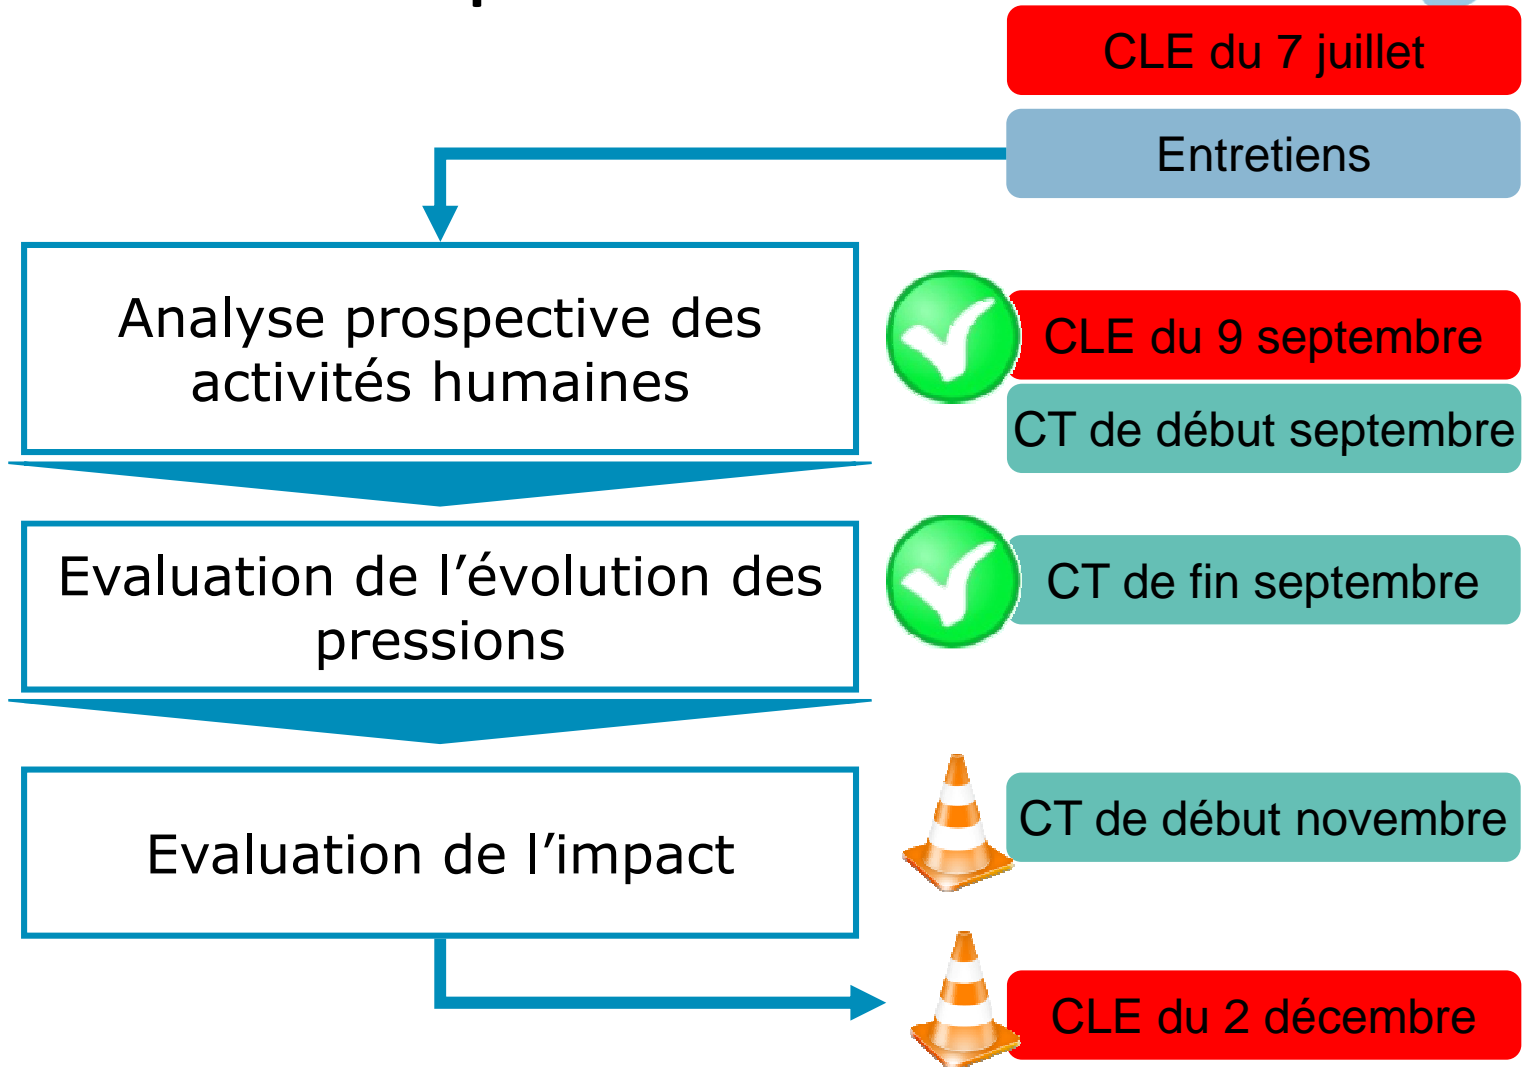 CLE du 7 juillet
Entretiens
Analyse prospective des
activités humaines
CLE du 9 septembre
CT de début septembre
Evaluation de l’évolution des
pressions
CT de fin septembre
Evaluation de l’impact
CT de début novembre
CLE du 2 décembre